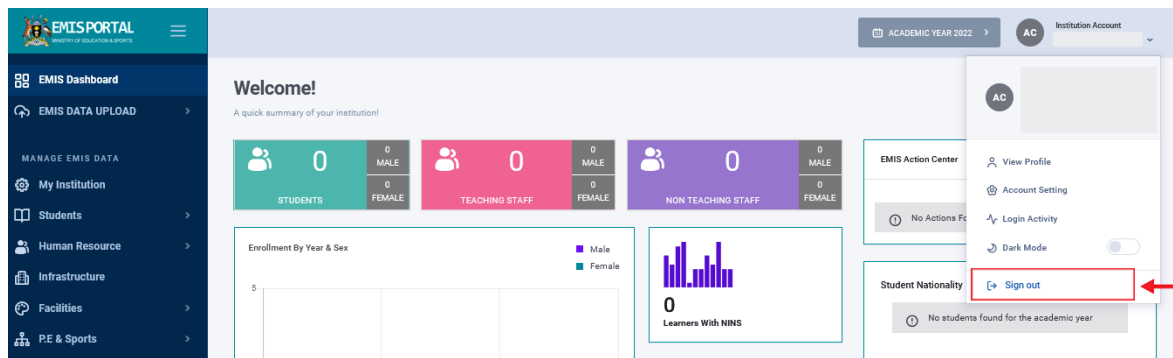 EMIS PORTAL
MINISTRY OF EDUCATION & SPORTS
ACADEMIC YEAR 2022
AC
Institution Account
EMIS Dashboard
EMIS DATA UPLOAD
MANAGE EMIS DATA
My Institution
Students
Human Resource
Infrastructure
Facilities
P.E & Sports
Welcome!
A quick summary of your institution!
0
STUDENTS
0
MALE
0
FEMALE
0
TEACHING STAFF
0
MALE
0
FEMALE
0
NON TEACHING STAFF
0
MALE
0
FEMALE
Enrollment By Year & Sex
Male
Female
5
0
Learners With NINS
EMIS Action Center
No Actions Fo
Student Nationality
No students found for the academic year
AC
View Profile
Account Setting
Login Activity
Dark Mode
Sign out